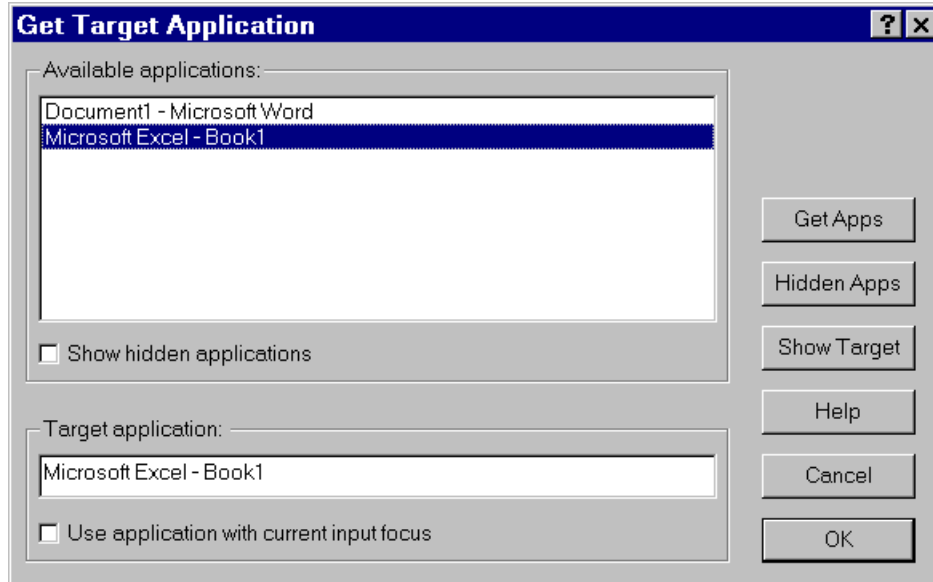 Get Target Application
?
Available applications:
Document1 - Microsoft Word
Microsoft Excel - Book1
Show hidden applications
Get Apps
Hidden Apps
Show Target
Help
Cancel
OK
Target application:
Microsoft Excel - Book1
Use application with current input focus